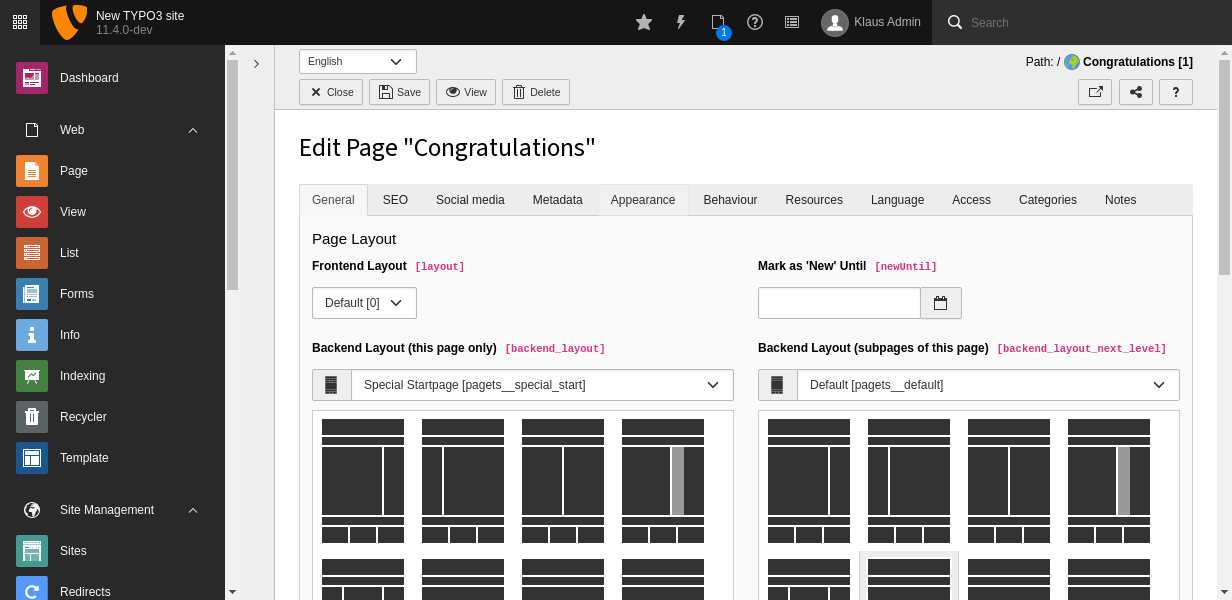 New TYPO3 site
11.4.0-dev
1
Klaus Admin
Search
Dashboard
Web
Page
View
List
Forms
Info
Indexing
Recycler
Template
Site Management
Sites
Redirects
English
Path: / Congratulations [1]
Close Save View Delete
?
Edit Page "Congratulations"
General SEO Social media Metadata Appearance Behaviour Resources Language Access Categories Notes
Page Layout
Frontend Layout [layout]
Mark as 'New' Until [newUntil]
Default [0]
Backend Layout (this page only) [backend_layout]
Backend Layout (subpages of this page) [backend_layout_next_level]
Special Startpage [pagets__special_start]
Default [pagets__default]